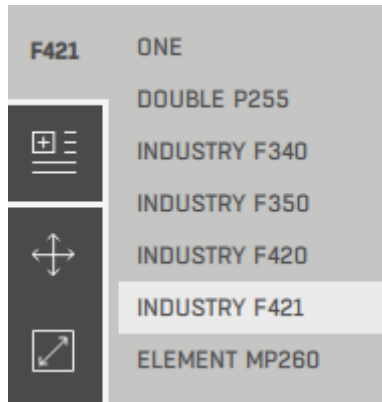 F421
ONE
DOUBLE P255
INDUSTRY F340
INDUSTRY F350
INDUSTRY F420
INDUSTRY F421
ELEMENT MP260